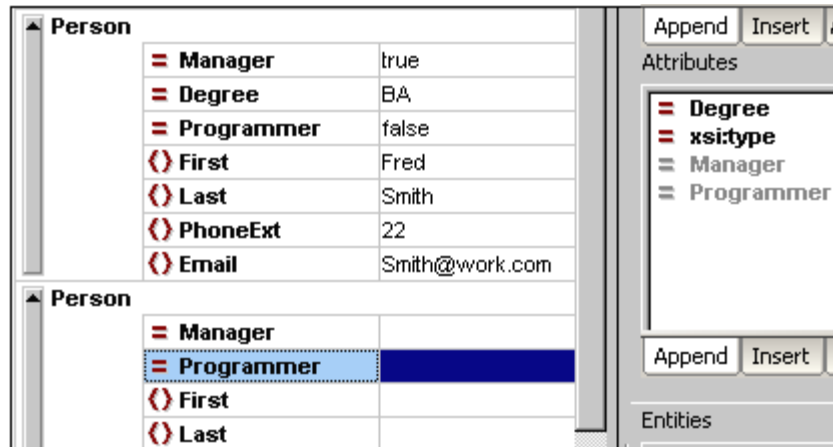 Person
= Manager true
= Degree BA
= Programmer false
<> First Fred
<> Last Smith
<> PhoneExt 22
<> Email Smith@work.com
Person
= Manager
= Programmer
<> First
<> Last
Append Insert
Attributes
= Degree
= xsi:type
= Manager
= Programmer
Append Insert
Entities